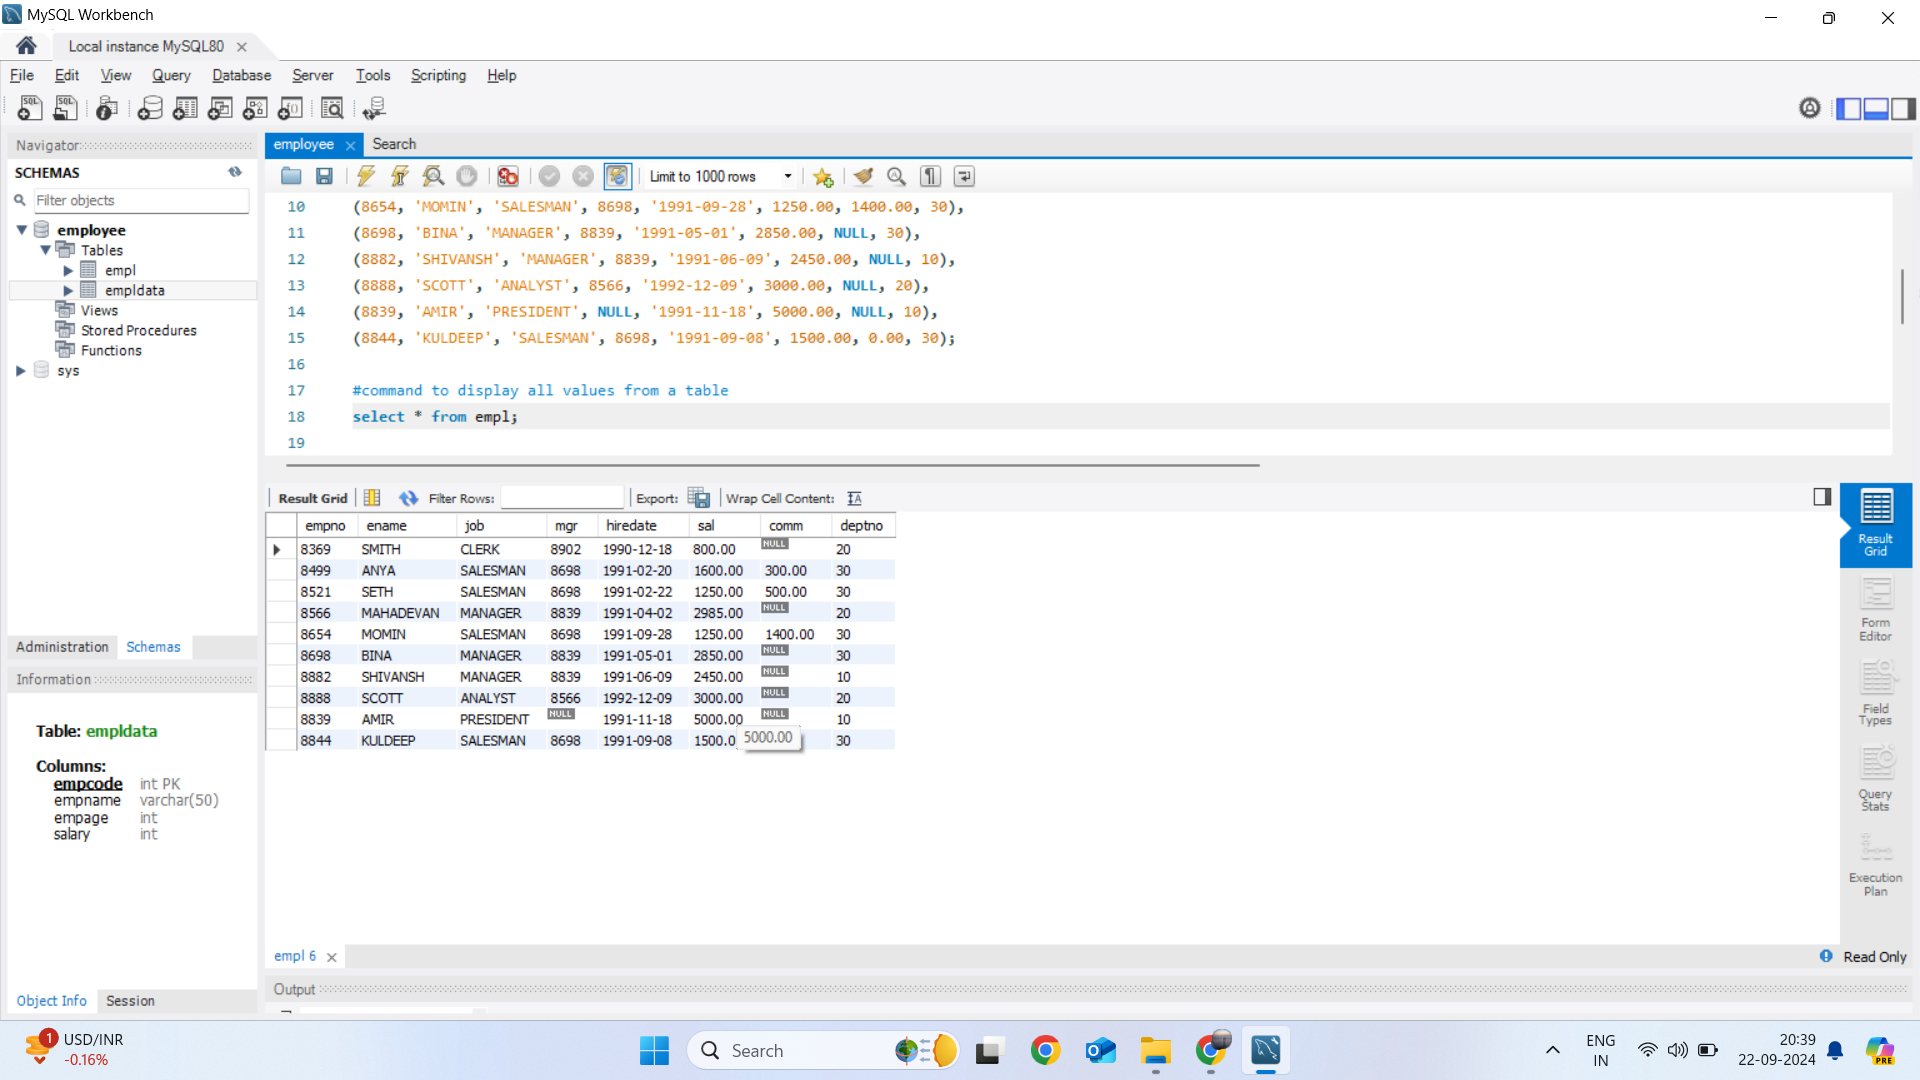 MySQL Workbench
Local instance MySQL80
File Edit View Query Database Server Tools Scripting Help
Navigator
SCHEMAS
Filter objects
employee
Tables
empl
empldata
Views
Stored Procedures
Functions
sys
Administration Schemas
Information
Table: empldata
Columns:
empcode int PK
empname varchar(50)
empage int
salary int
Object Info Session
employee Search
Limit to 1000 rows
10 (8654, 'MOMIN', 'SALESMAN', 8698, '1991-09-28', 1250.00, 1400.00, 30),
11 (8698, 'BINA', 'MANAGER', 8839, '1991-05-01', 2850.00, NULL, 30),
12 (8882, 'SHIVANSH', 'MANAGER', 8839, '1991-06-09', 2450.00, NULL, 10),
13 (8888, 'SCOTT', 'ANALYST', 8566, '1992-12-09', 3000.00, NULL, 20),
14 (8839, 'AMIR', 'PRESIDENT', NULL, '1991-11-18', 5000.00, NULL, 10),
15 (8844, 'KULDEEP', 'SALESMAN', 8698, '1991-09-08', 1500.00, 0.00, 30);
16
17 #command to display all values from a table
18 select * from empl;
19
Result Grid Filter Rows: Export: Wrap Cell Content:
empno ename job mgr hiredate sal comm deptno
8369 SMITH CLERK 8902 1990-12-18 800.00 NULL 20
8499 ANYA SALESMAN 8698 1991-02-20 1600.00 300.00 30
8521 SETH SALESMAN 8698 1991-02-22 1250.00 500.00 30
8566 MAHADEVAN MANAGER 8839 1991-04-02 2985.00 NULL 20
8654 MOMIN SALESMAN 8698 1991-09-28 1250.00 1400.00 30
8698 BINA MANAGER 8839 1991-05-01 2850.00 NULL 30
8882 SHIVANSH MANAGER 8839 1991-06-09 2450.00 NULL 10
8888 SCOTT ANALYST 8566 1992-12-09 3000.00 NULL 20
8839 AMIR PRESIDENT NULL 1991-11-18 5000.00 NULL 10
8844 KULDEEP SALESMAN 8698 1991-09-08 1500.0 30
5000.00
Result
Grid
Form
Editor
Field
Types
Query
Stats
Execution
Plan
empl 6
Read Only
Output
1
USD/INR
-0.16%
Search
ENG
IN
20:39
22-09-2024
PRE